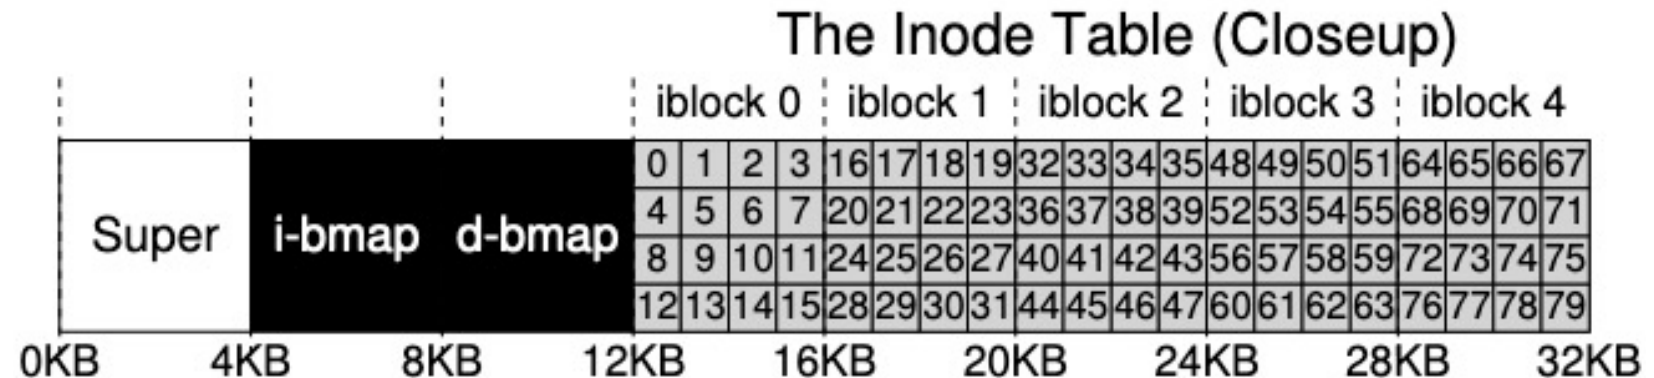 The Inode Table (Closeup)
iblock 0 iblock 1 iblock 2 iblock 3 iblock 4
0 1 2 3 16 17 18 19 32 33 34 35 48 49 50 51 64 65 66 67
4 5 6 7 20 21 22 23 36 37 38 39 52 53 54 55 68 69 70 71
Super i-bmap d-bmap
8 9 10 11 24 25 26 27 40 41 42 43 56 57 58 59 72 73 74 75
12 13 14 15 28 29 30 31 44 45 46 47 60 61 62 63 76 77 78 79
0KB 4KB 8KB 12KB 16KB 20KB 24KB 28KB 32KB